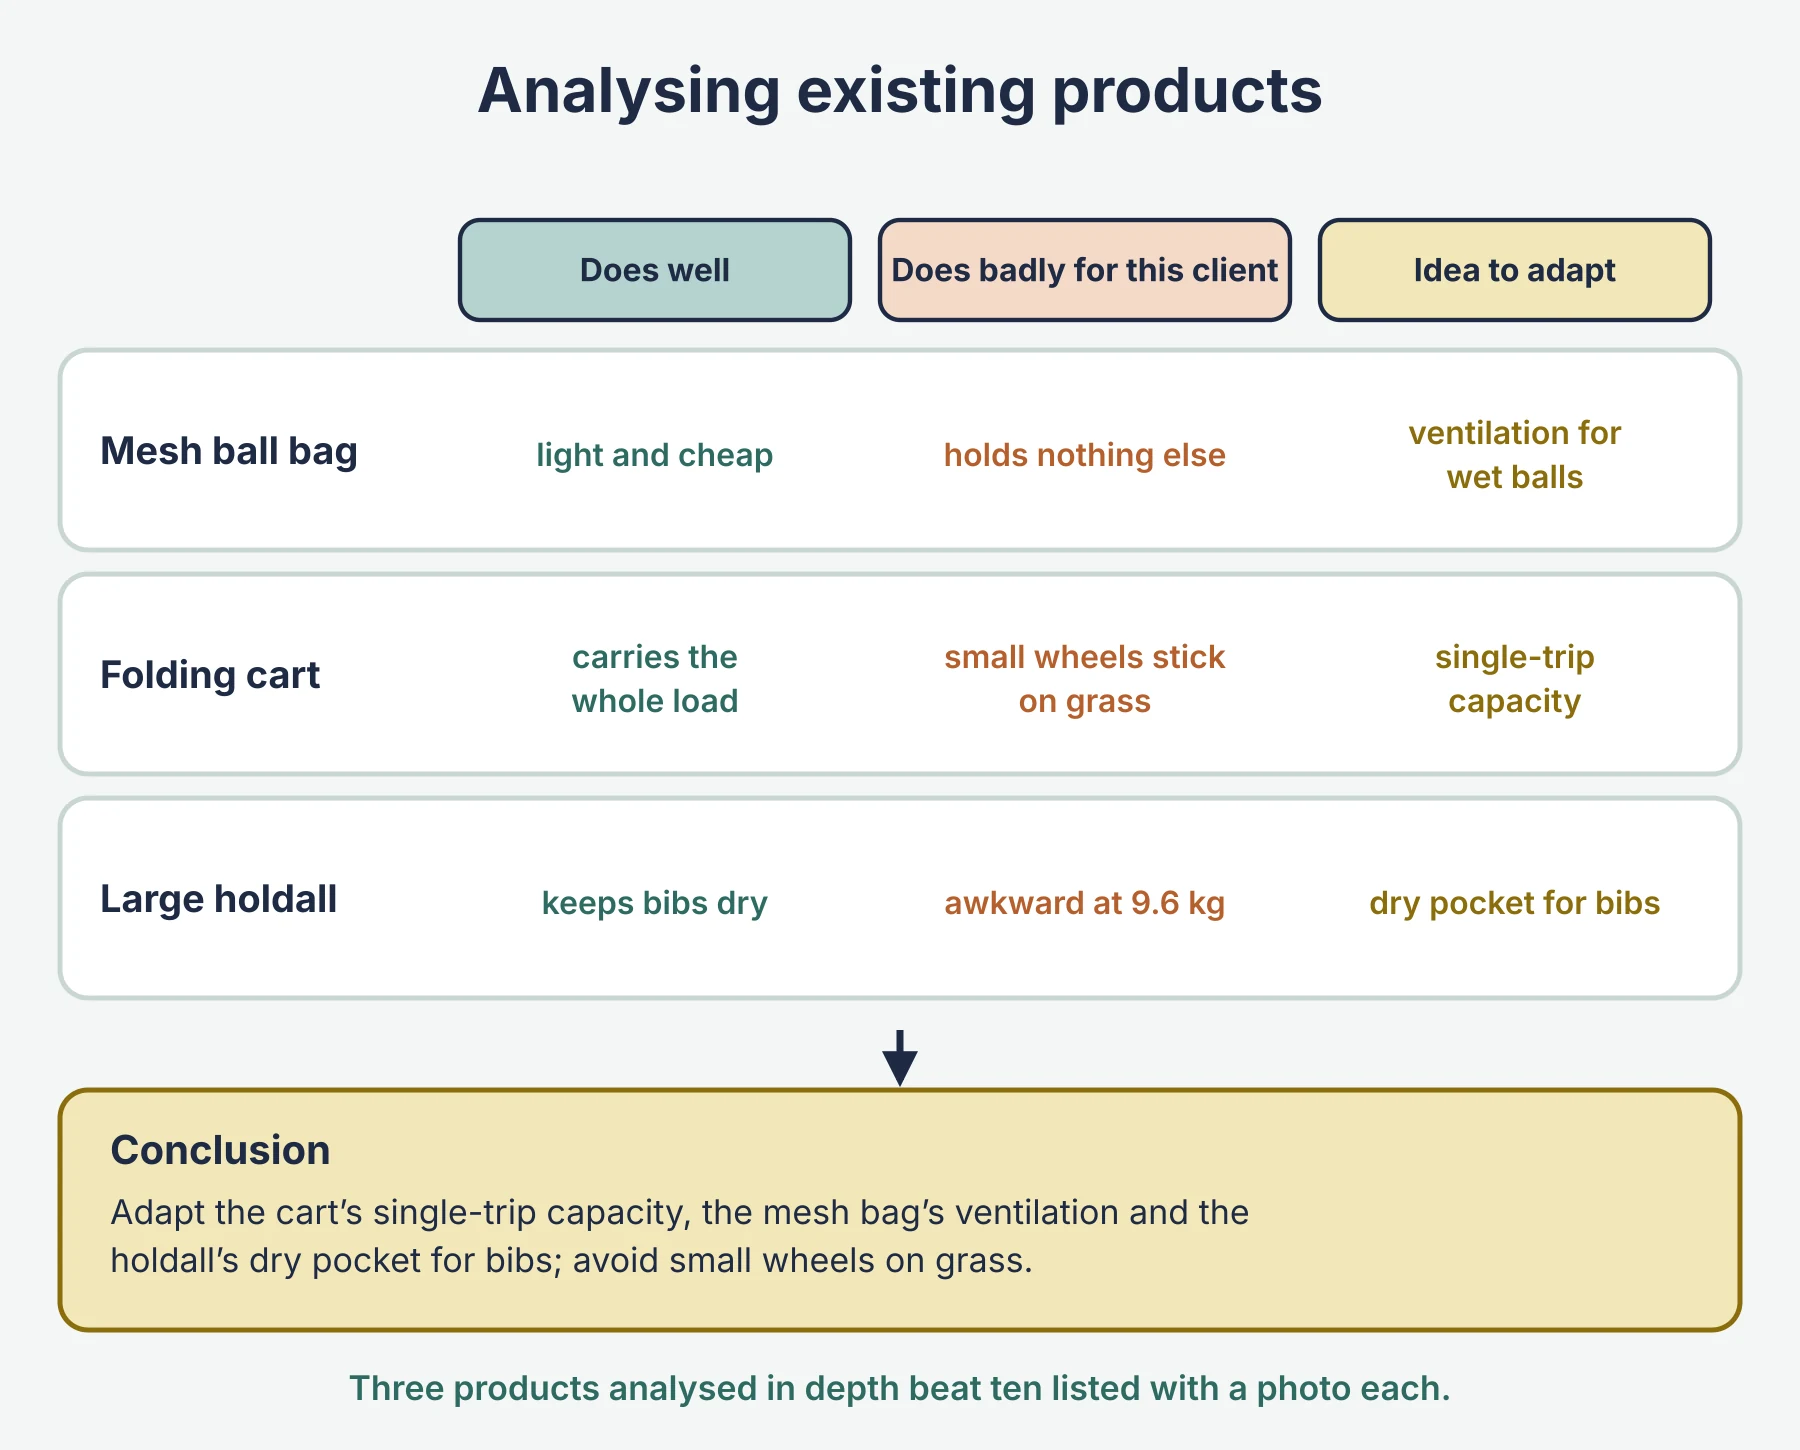 Analysing existing products
Does well
Does badly for this client
Idea to adapt
Mesh ball bag
light and cheap
holds nothing else
ventilation for
wet balls
Folding cart
carries the
whole load
small wheels stick
on grass
single-trip
capacity
Large holdall
keeps bibs dry
awkward at 9.6 kg
dry pocket for bibs
Conclusion
Adapt the cart’s single-trip capacity, the mesh bag’s ventilation and the
holdall’s dry pocket for bibs; avoid small wheels on grass.
Three products analysed in depth beat ten listed with a photo each.